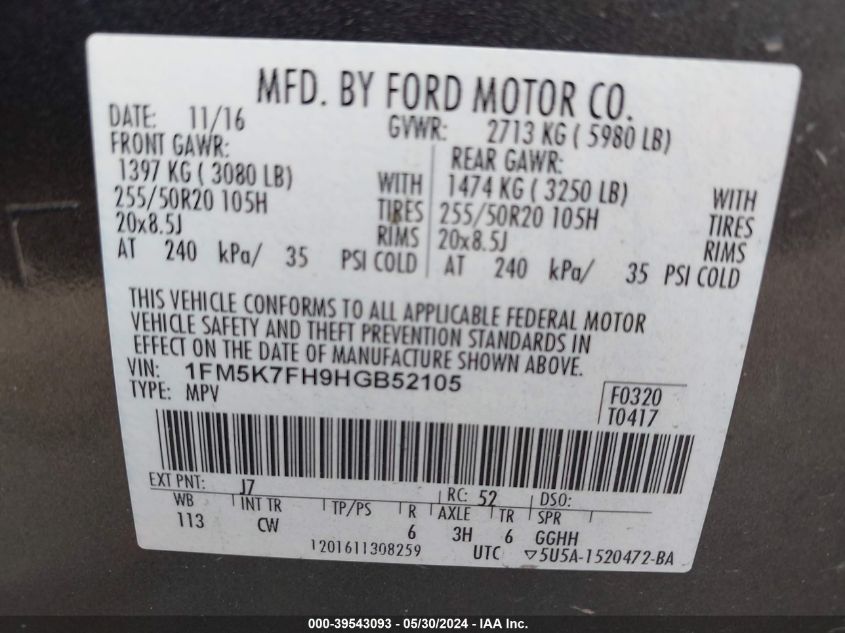 MFD. BY FORD MOTOR CO.
DATE: 11/16 GVWR: 2713 KG ( 5980 LB)
FRONT GAWR: REAR GAWR:
1397 KG ( 3080 LB) WITH 1474 KG ( 3250 LB) WITH
255/50R20 105H TIRES 255/50R20 105H TIRES
20x8.5J RIMS 20x8.5J RIMS
AT 240 kPa/ 35 PSI COLD AT 240 kPa/ 35 PSI COLD
THIS VEHICLE CONFORMS TO ALL APPLICABLE FEDERAL MOTOR
VEHICLE SAFETY AND THEFT PREVENTION STANDARDS IN
EFFECT ON THE DATE OF MANUFACTURE SHOWN ABOVE.
VIN: 1FM5K7FH9HGB52105
TYPE: MPV
F0320
T0417
EXT PNT: J7 RC: 52 DSO:
WB INT TR TP/PS R AXLE TR SPR
113 CW 6 3H 6 GGHH
1201611308259 UTC ▽5U5A-1520472-BA
000-39543093 - 05/30/2024 - IAA Inc.